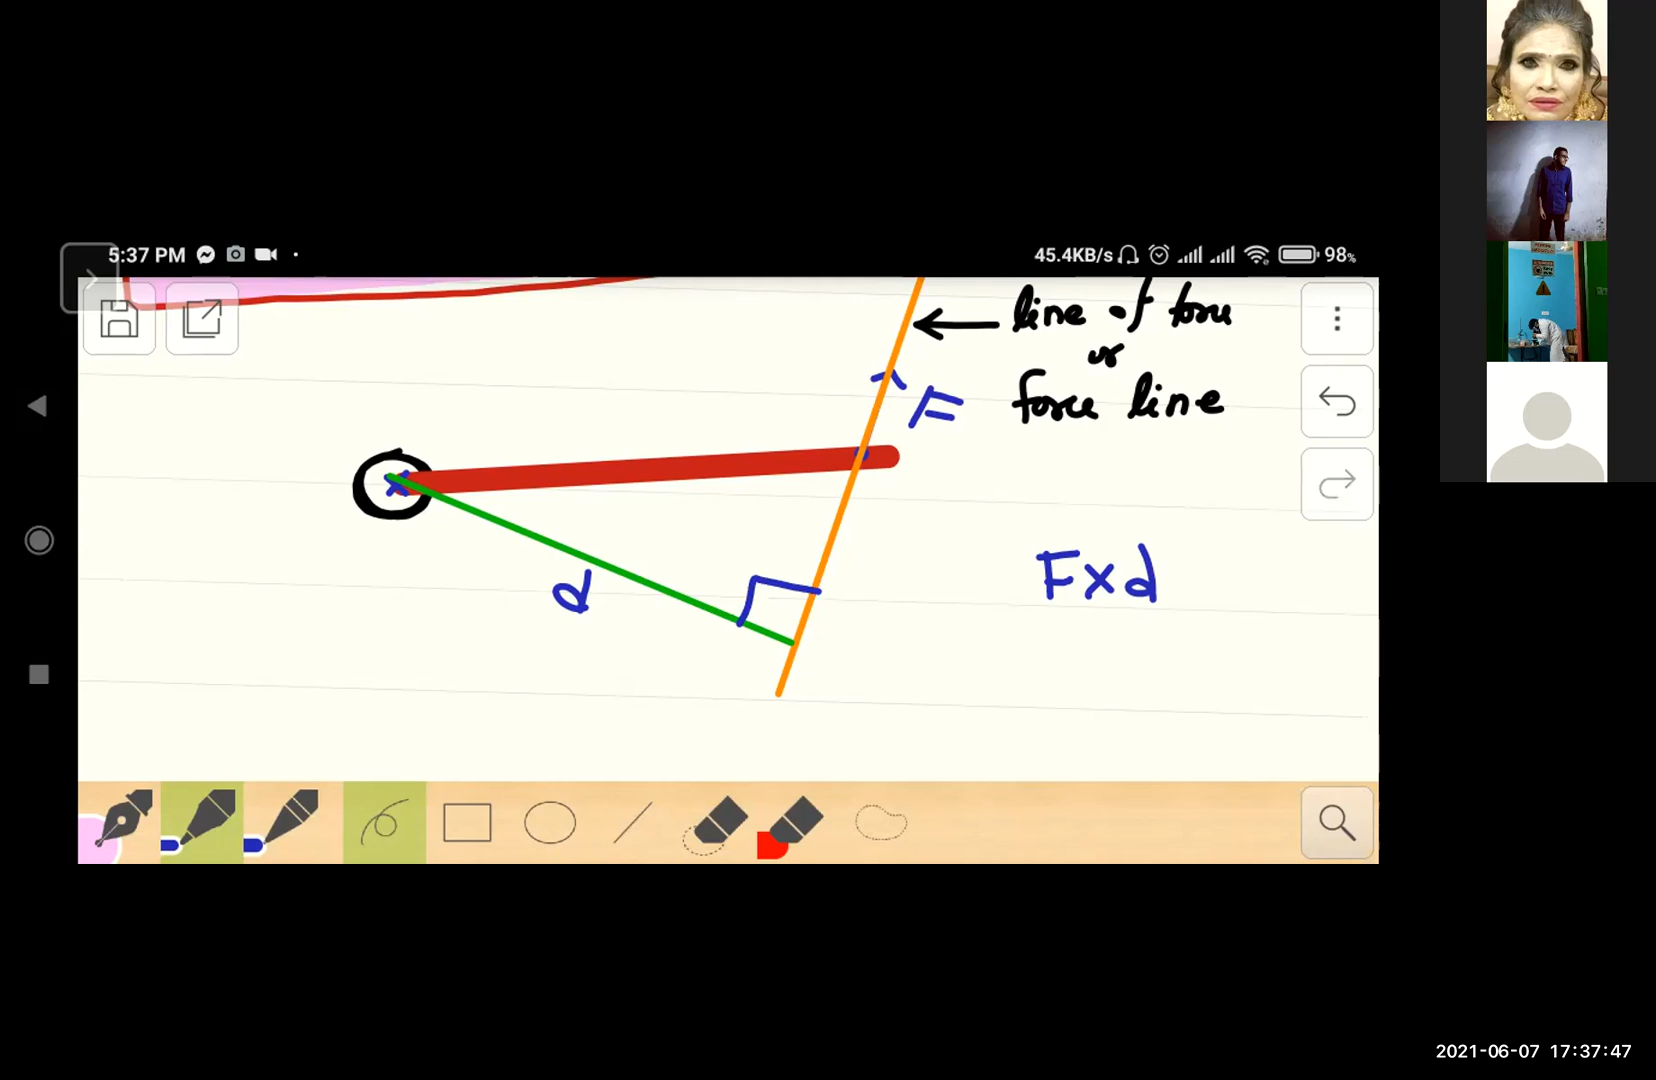 5:37 PM
45.4KB/s
98%
line of force
or
force line
F
d
F x d
2021-06-07 17:37:47